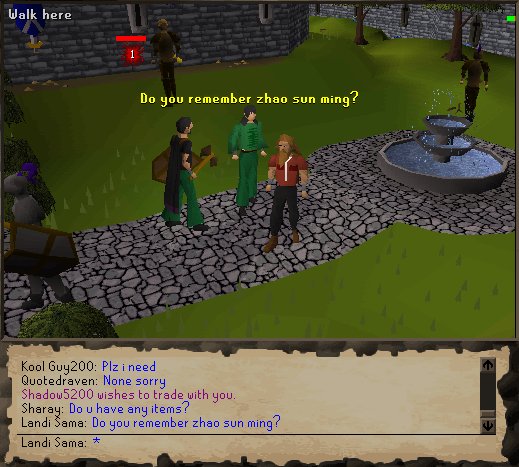 Walk here
1
Do you remember zhao sun ming?
Kool Guy200: Plz i need
Quotedraven: None sorry
Shadow5200 wishes to trade with you.
Sharay: Do u have any items?
Landi Sama: Do you remember zhao sun ming?
Landi Sama: *